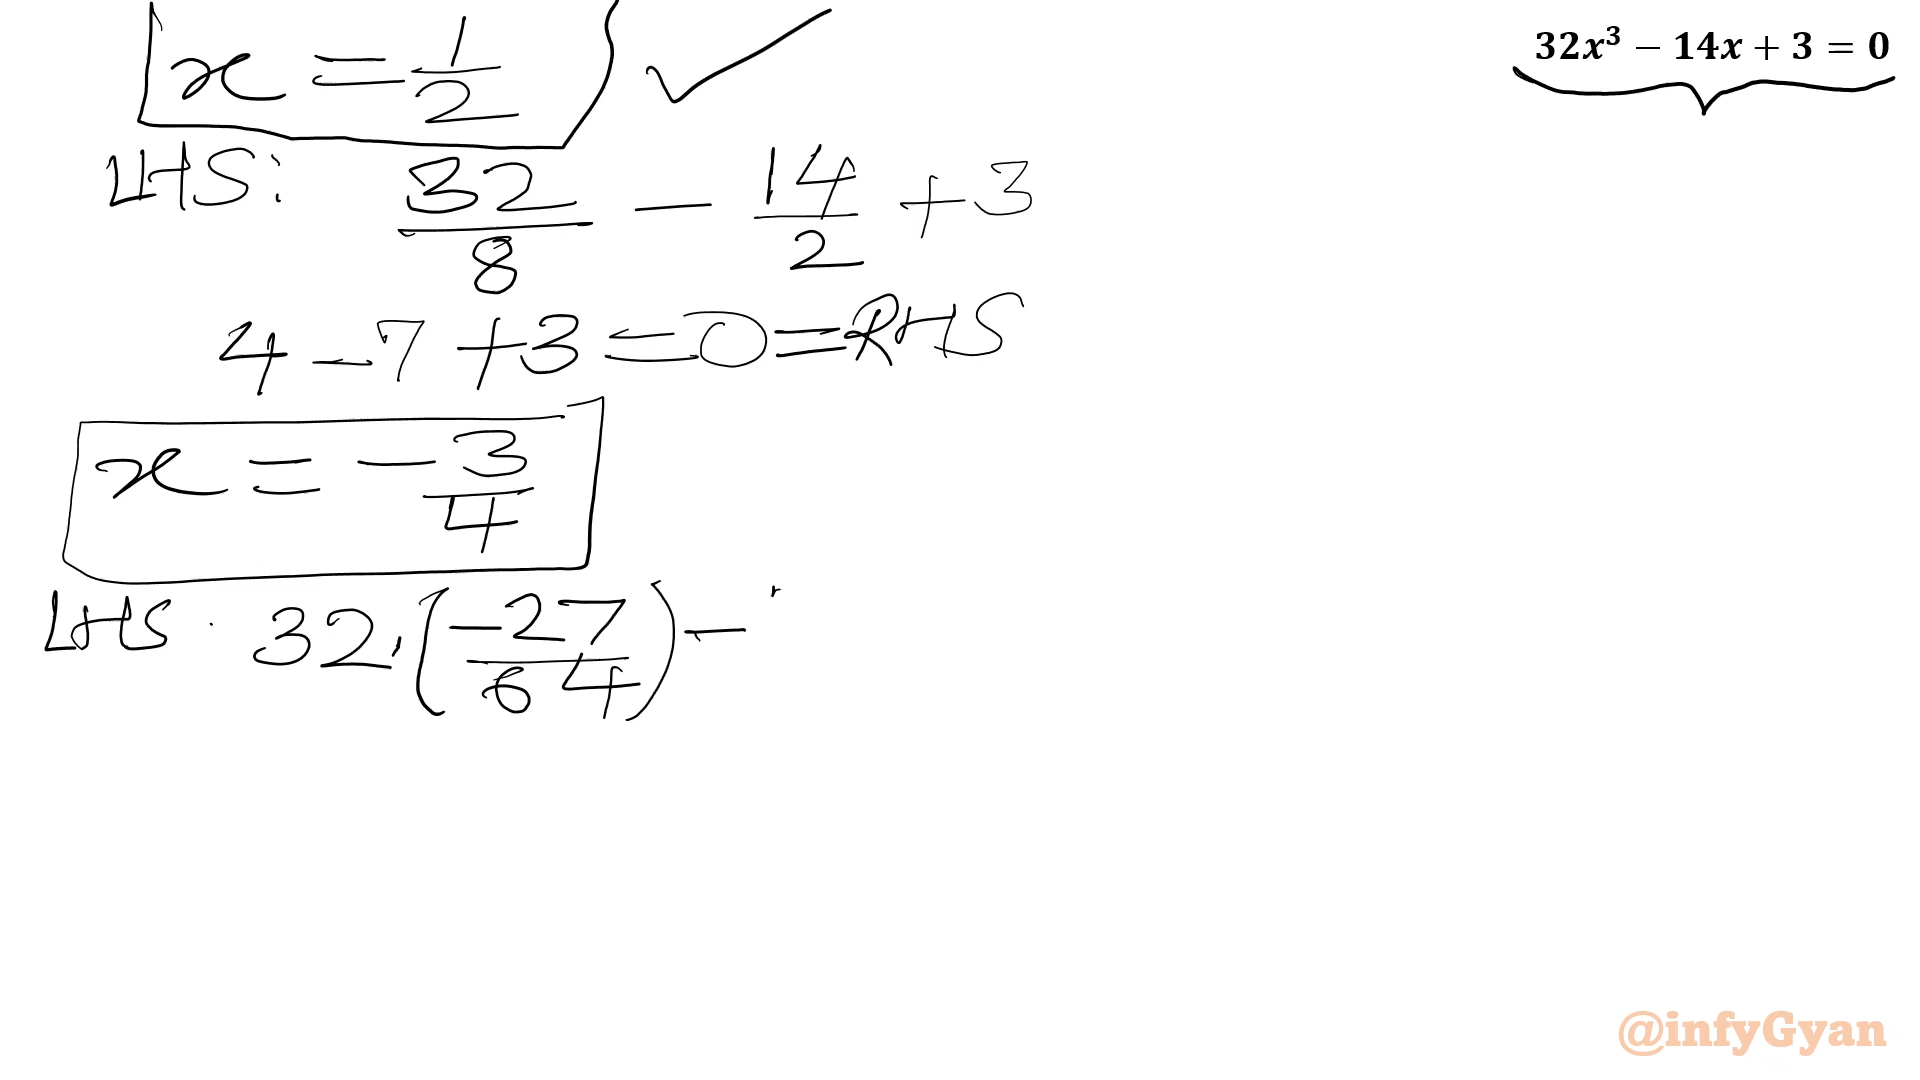 x = 1/2
32x³ − 14x + 3 = 0
LHS: 32/8 − 14/2 + 3
4 − 7 + 3 = 0 = RHS
x = − 3/4
LHS. 32.(−27/64) −
@infyGyan